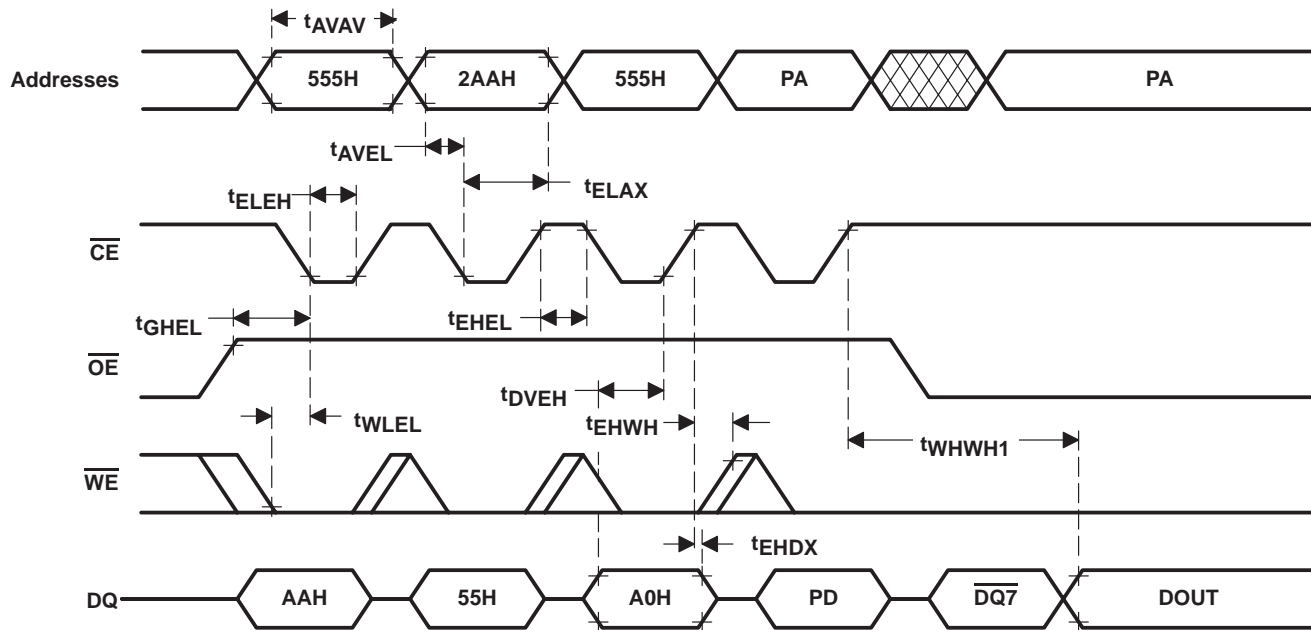 tAVAV
Addresses 555H 2AAH 555H PA PA
tAVEL
tELEH tELAX
CE
tGHEL tEHEL
OE
tDVEH
tWLEL tEHWH tWHWH1
WE
tEHDX
DQ AAH 55H A0H PD DQ7 DOUT